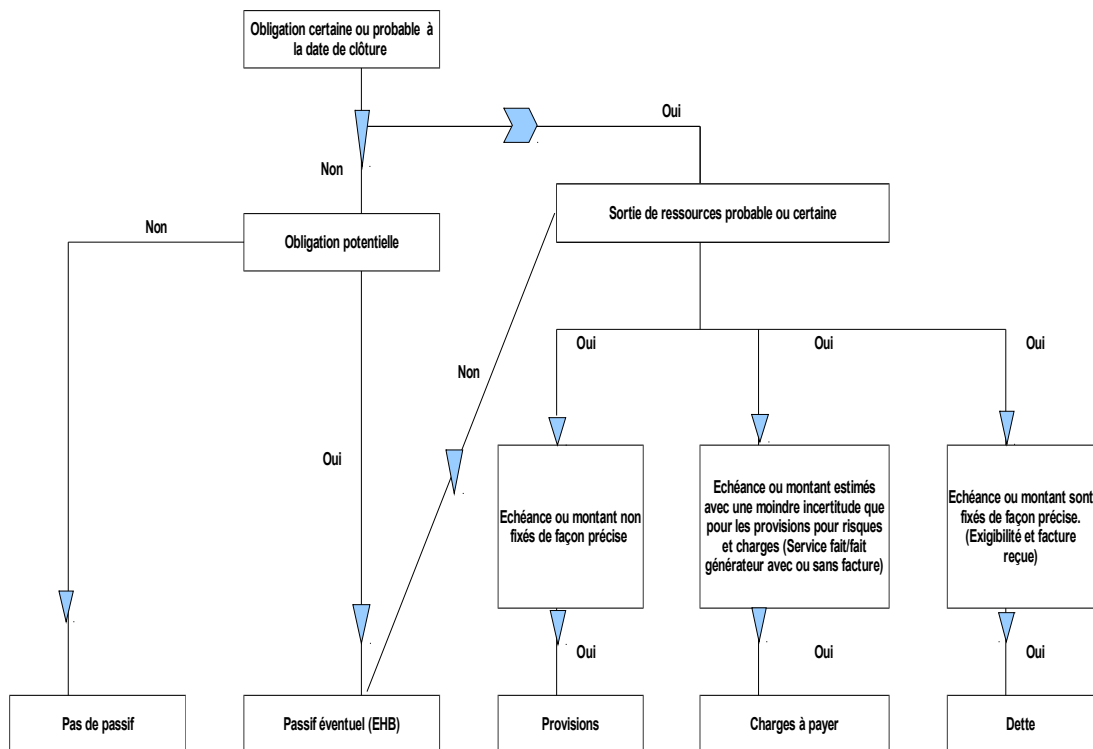 Obligation certaine ou probable à
la date de clôture
Oui
Non
Sortie de ressources probable ou certaine
Non
Obligation potentielle
Oui
Oui
Oui
Non
Oui
Echéance ou montant non
fixés de façon précise
Echéance ou montant estimés
avec une moindre incertitude que
pour les provisions pour risques
et charges (Service fait/fait
générateur avec ou sans facture)
Echéance ou montant sont
fixés de façon précise.
(Exigibilité et facture
reçue)
Oui
Oui
Oui
Pas de passif
Passif éventuel (EHB)
Provisions
Charges à payer
Dette